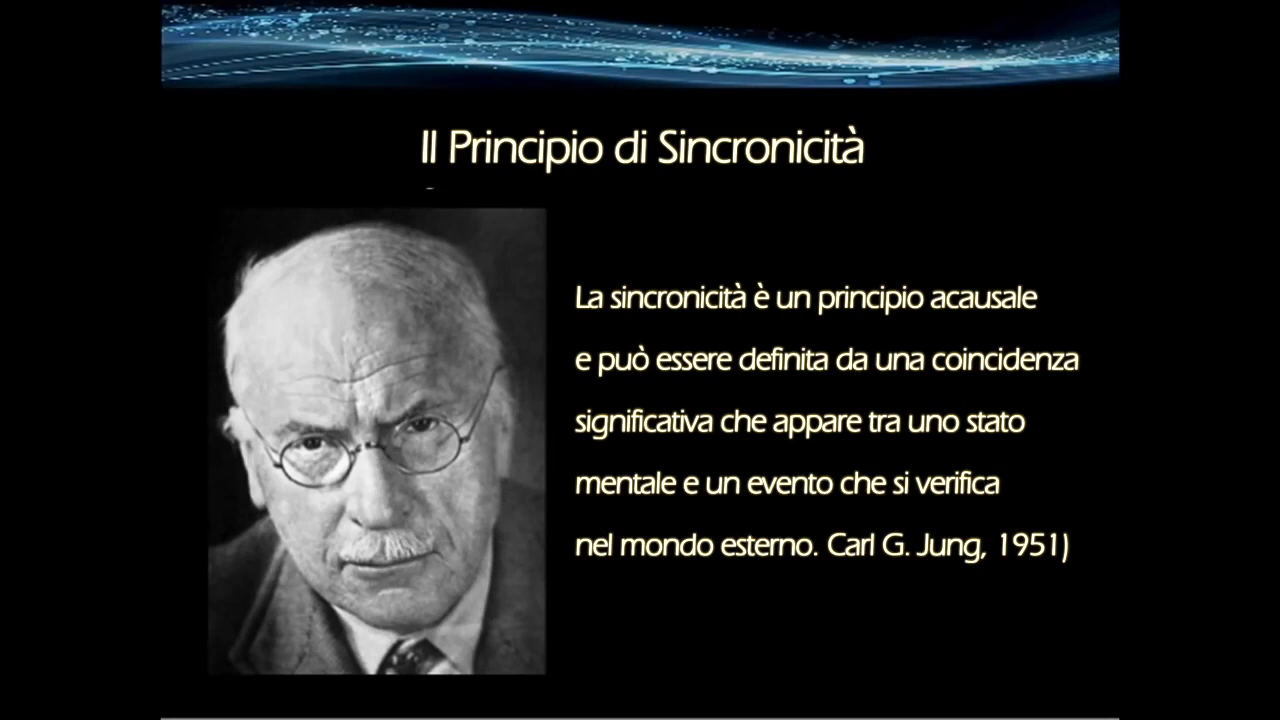 Il Principio di Sincronicità
La sincronicità è un principio acausale
e può essere definita da una coincidenza
significativa che appare tra uno stato
mentale e un evento che si verifica
nel mondo esterno. Carl G. Jung, 1951)